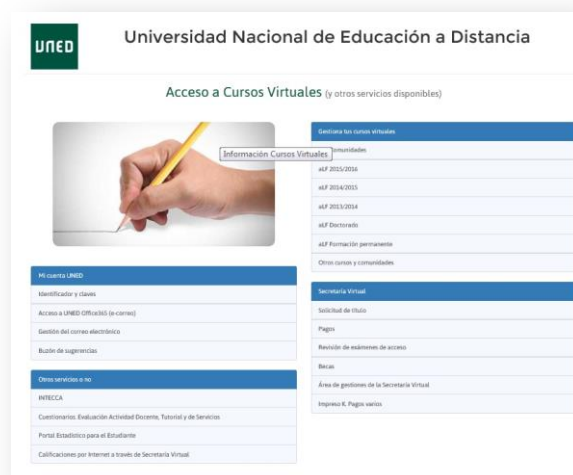 UNED
Universidad Nacional de Educación a Distancia
Acceso a Cursos Virtuales (y otros servicios disponibles)
Información Cursos Virtuales
Mi cuenta UNED
Identificador y claves
Acceso a UNED Office365 (e-correo)
Gestión del correo electrónico
Buzón de sugerencias
Otros servicios o no
INTECCA
Cuestionarios. Evaluación Actividad Docente, Tutorial y de Servicios
Portal Estadístico para el Estudiante
Calificaciones por Internet a través de Secretaría Virtual
Gestiona tus cursos virtuales
omunidades
aLF 2015/2016
aLF 2014/2015
aLF 2013/2014
aLF Doctorado
aLF Formación permanente
Otros cursos y comunidades
Secretaría Virtual
Solicitud de título
Pagos
Revisión de exámenes de acceso
Becas
Área de gestiones de la Secretaría Virtual
Impreso K. Pagos varios